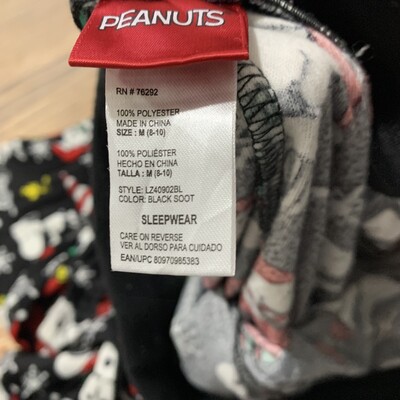 PEANUTS
RN # 76292
100% POLYESTER
MADE IN CHINA
SIZE : M (8-10)
100% POLIÉSTER
HECHO EN CHINA
TALLA : M (8-10)
STYLE: LZ40902BL
COLOR: BLACK SOOT
SLEEPWEAR
CARE ON REVERSE
VER AL DORSO PARA CUIDADO
EAN/UPC 80970985383